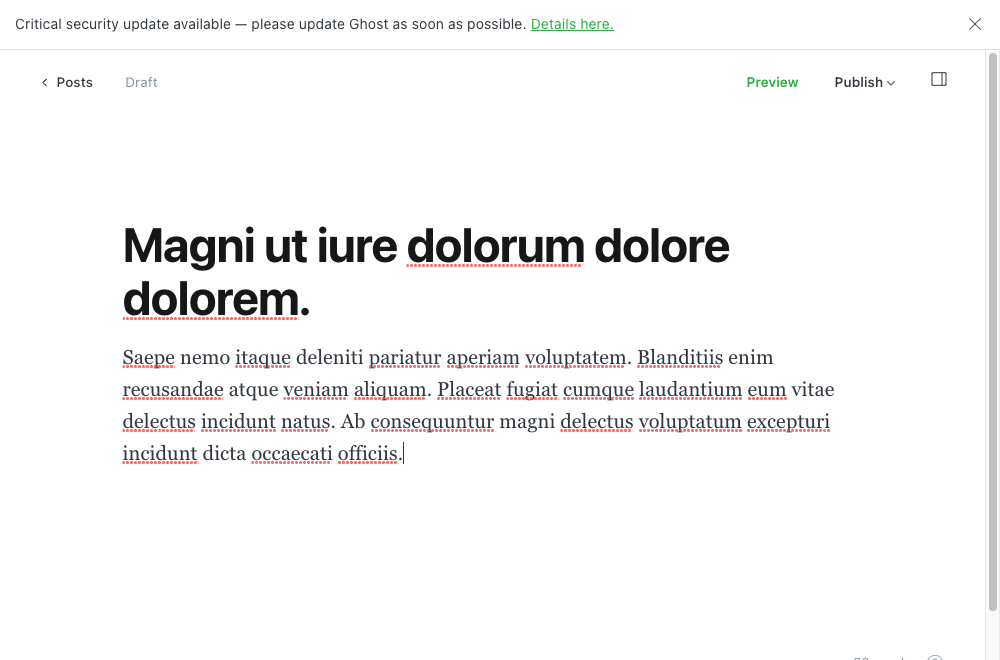 Critical security update available — please update Ghost as soon as possible. Details here.
Posts
Draft
Preview
Publish
Magni ut iure dolorum dolore
dolorem.
Saepe nemo itaque deleniti pariatur aperiam voluptatem. Blanditiis enim
recusandae atque veniam aliquam. Placeat fugiat cumque laudantium eum vitae
delectus incidunt natus. Ab consequuntur magni delectus voluptatum excepturi
incidunt dicta occaecati officiis.